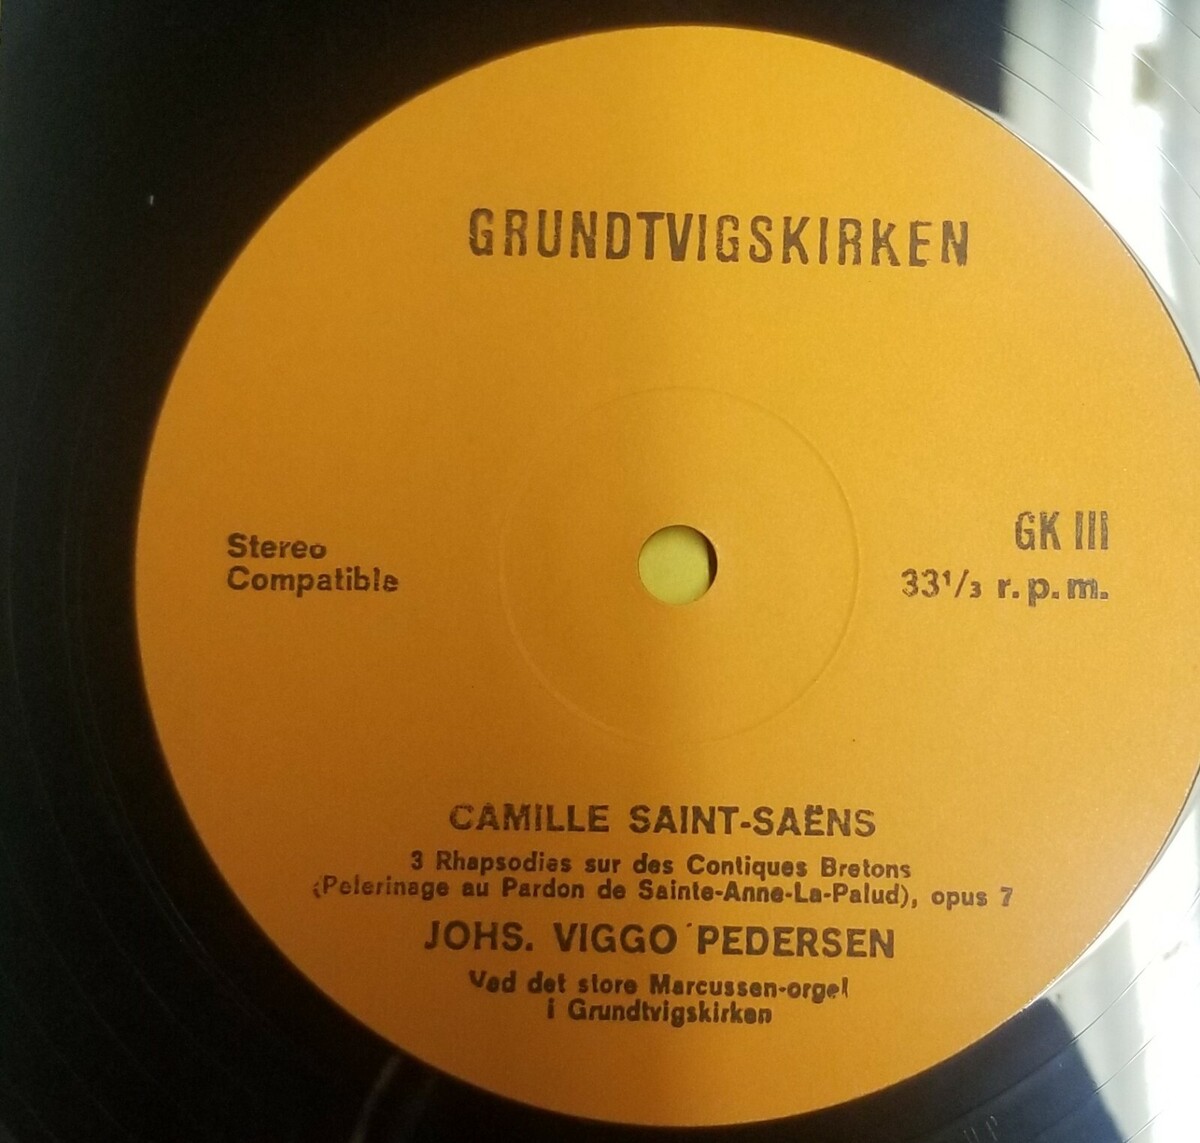 GRUNDTVIGSKIRKEN
Stereo
Compatible
GK III
33¹/₃ r.p.m.
CAMILLE SAINT-SAËNS
3 Rhapsodies sur des Contiques Bretons
(Pelerinage au Pardon de Sainte-Anne-La-Palud), opus 7
JOHS. VIGGO PEDERSEN
Ved det store Marcussen-orgel
i Grundtvigskirken